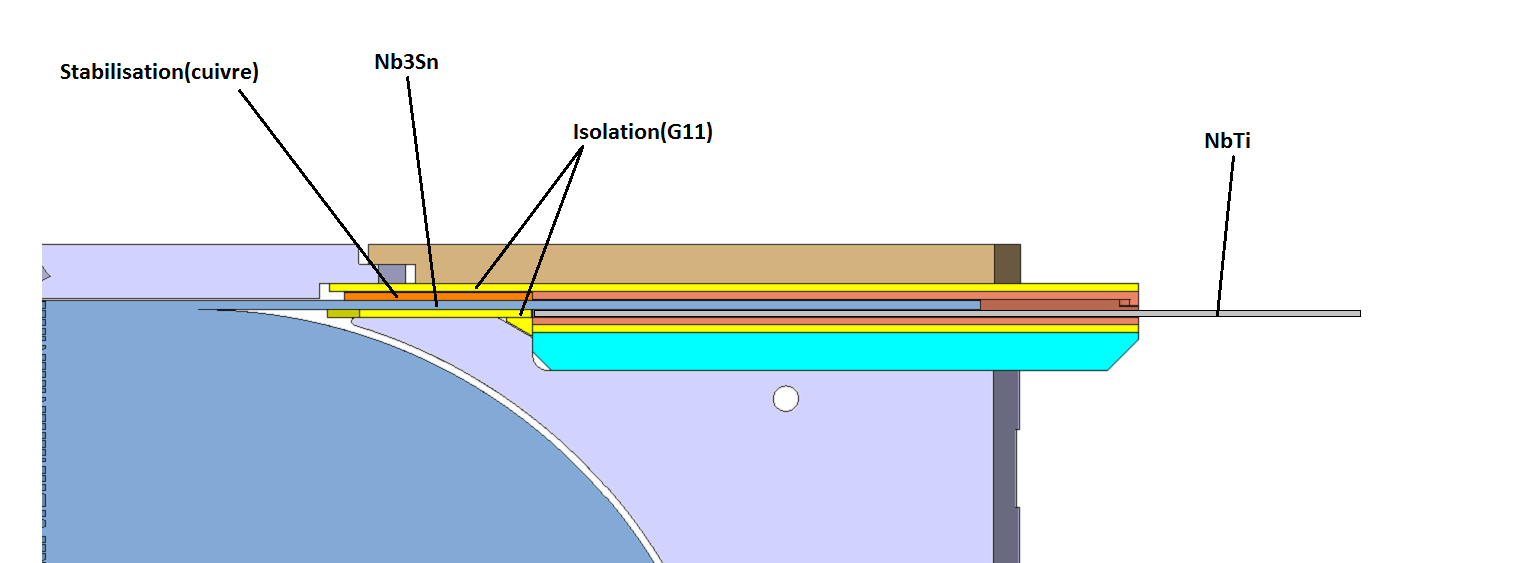 Stabilisation(cuivre)
Nb3Sn
Isolation(G11)
NbTi